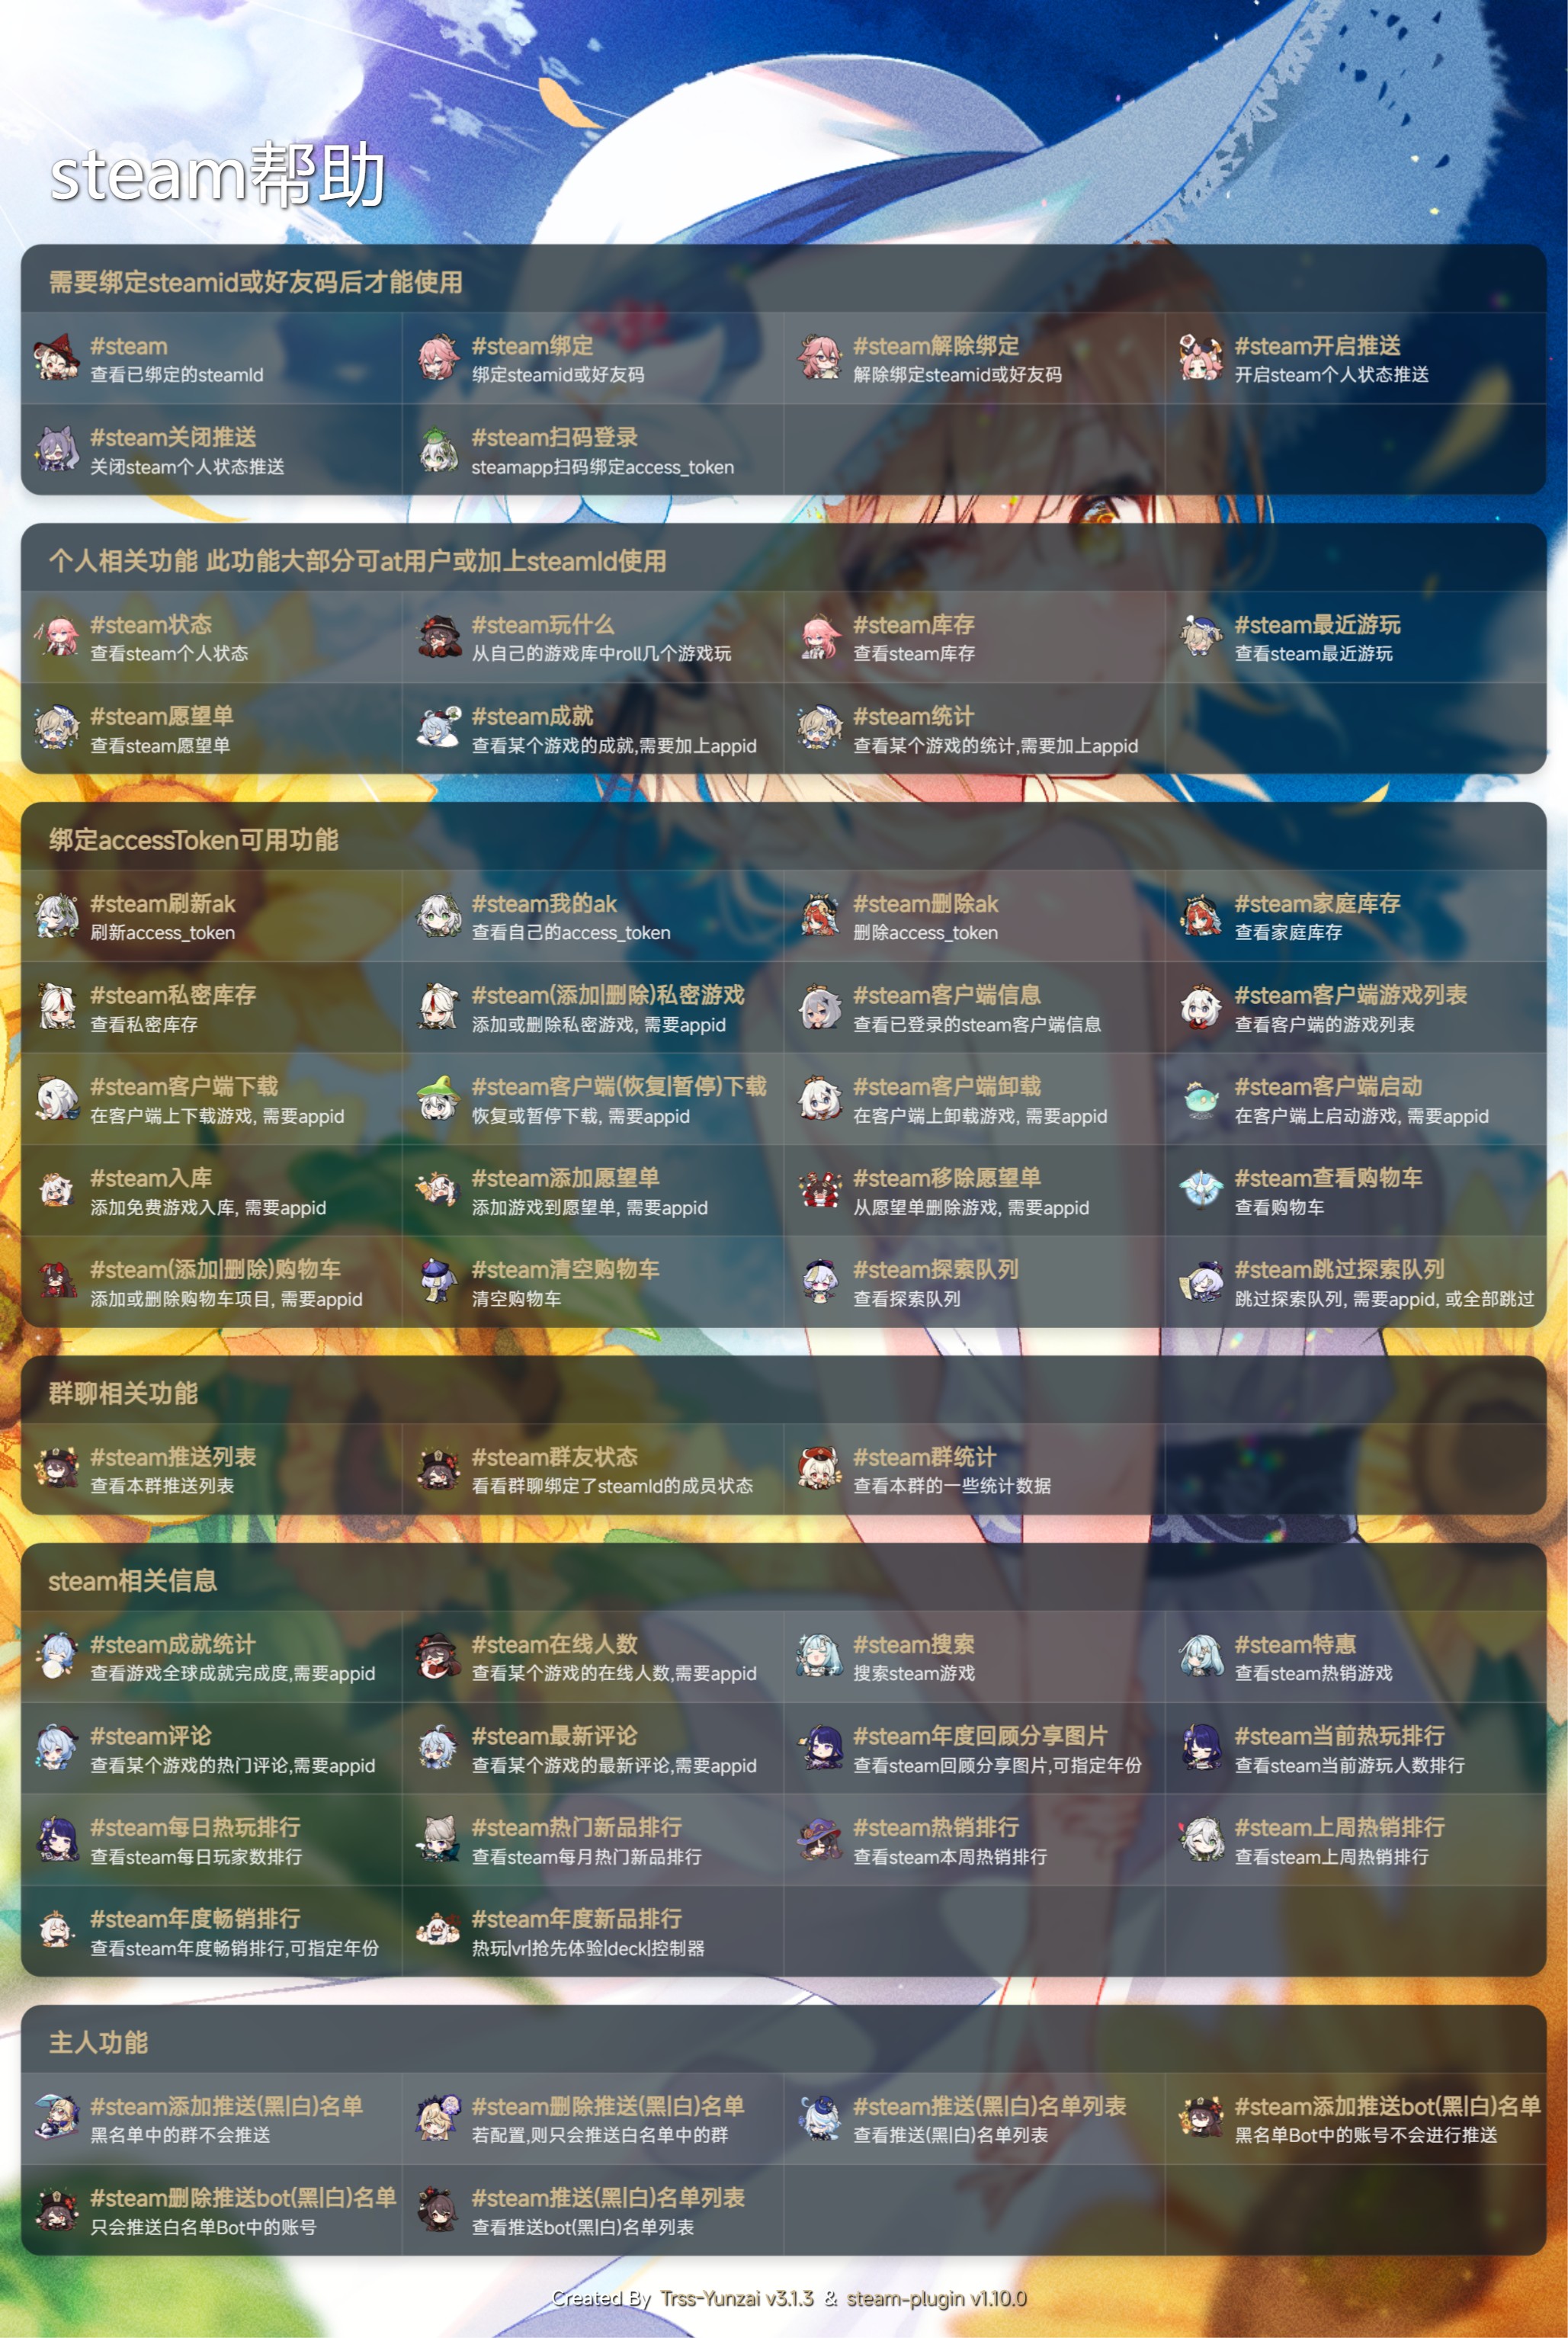 steam帮助
需要绑定steamid或好友码后才能使用
#steam
查看已绑定的steamId
#steam绑定
绑定steamid或好友码
#steam解除绑定
解除绑定steamid或好友码
#steam开启推送
开启steam个人状态推送
#steam关闭推送
关闭steam个人状态推送
#steam扫码登录
steamapp扫码绑定access_token
个人相关功能 此功能大部分可at用户或加上steamId使用
#steam状态
查看steam个人状态
#steam玩什么
从自己的游戏库中roll几个游戏玩
#steam库存
查看steam库存
#steam最近游玩
查看steam最近游玩
#steam愿望单
查看steam愿望单
#steam成就
查看某个游戏的成就,需要加上appid
#steam统计
查看某个游戏的统计,需要加上appid
绑定accessToken可用功能
#steam刷新ak
刷新access_token
#steam我的ak
查看自己的access_token
#steam删除ak
删除access_token
#steam家庭库存
查看家庭库存
#steam私密库存
查看私密库存
#steam(添加|删除)私密游戏
添加或删除私密游戏, 需要appid
#steam客户端信息
查看已登录的steam客户端信息
#steam客户端游戏列表
查看客户端的游戏列表
#steam客户端下载
在客户端上下载游戏, 需要appid
#steam客户端(恢复|暂停)下载
恢复或暂停下载, 需要appid
#steam客户端卸载
在客户端上卸载游戏, 需要appid
#steam客户端启动
在客户端上启动游戏, 需要appid
#steam入库
添加免费游戏入库, 需要appid
#steam添加愿望单
添加游戏到愿望单, 需要appid
#steam移除愿望单
从愿望单删除游戏, 需要appid
#steam查看购物车
查看购物车
#steam(添加|删除)购物车
添加或删除购物车项目, 需要appid
#steam清空购物车
清空购物车
#steam探索队列
查看探索队列
#steam跳过探索队列
跳过探索队列, 需要appid, 或全部跳过
群聊相关功能
#steam推送列表
查看本群推送列表
#steam群友状态
看看群聊绑定了steamId的成员状态
#steam群统计
查看本群的一些统计数据
steam相关信息
#steam成就统计
查看游戏全球成就完成度,需要appid
#steam在线人数
查看某个游戏的在线人数,需要appid
#steam搜索
搜索steam游戏
#steam特惠
查看steam热销游戏
#steam评论
查看某个游戏的热门评论,需要appid
#steam最新评论
查看某个游戏的最新评论,需要appid
#steam年度回顾分享图片
查看steam回顾分享图片,可指定年份
#steam当前热玩排行
查看steam当前游玩人数排行
#steam每日热玩排行
查看steam每日玩家数排行
#steam热门新品排行
查看steam每月热门新品排行
#steam热销排行
查看steam本周热销排行
#steam上周热销排行
查看steam上周热销排行
#steam年度畅销排行
查看steam年度畅销排行,可指定年份
#steam年度新品排行
热玩|vr|抢先体验|deck|控制器
主人功能
#steam添加推送(黑|白)名单
黑名单中的群不会推送
#steam删除推送(黑|白)名单
若配置,则只会推送白名单中的群
#steam推送(黑|白)名单列表
查看推送(黑|白)名单列表
#steam添加推送bot(黑|白)名单
黑名单Bot中的账号不会进行推送
#steam删除推送bot(黑|白)名单
只会推送白名单Bot中的账号
#steam推送(黑|白)名单列表
查看推送bot(黑|白)名单列表
Created By Trss-Yunzai v3.1.3 & steam-plugin v1.10.0